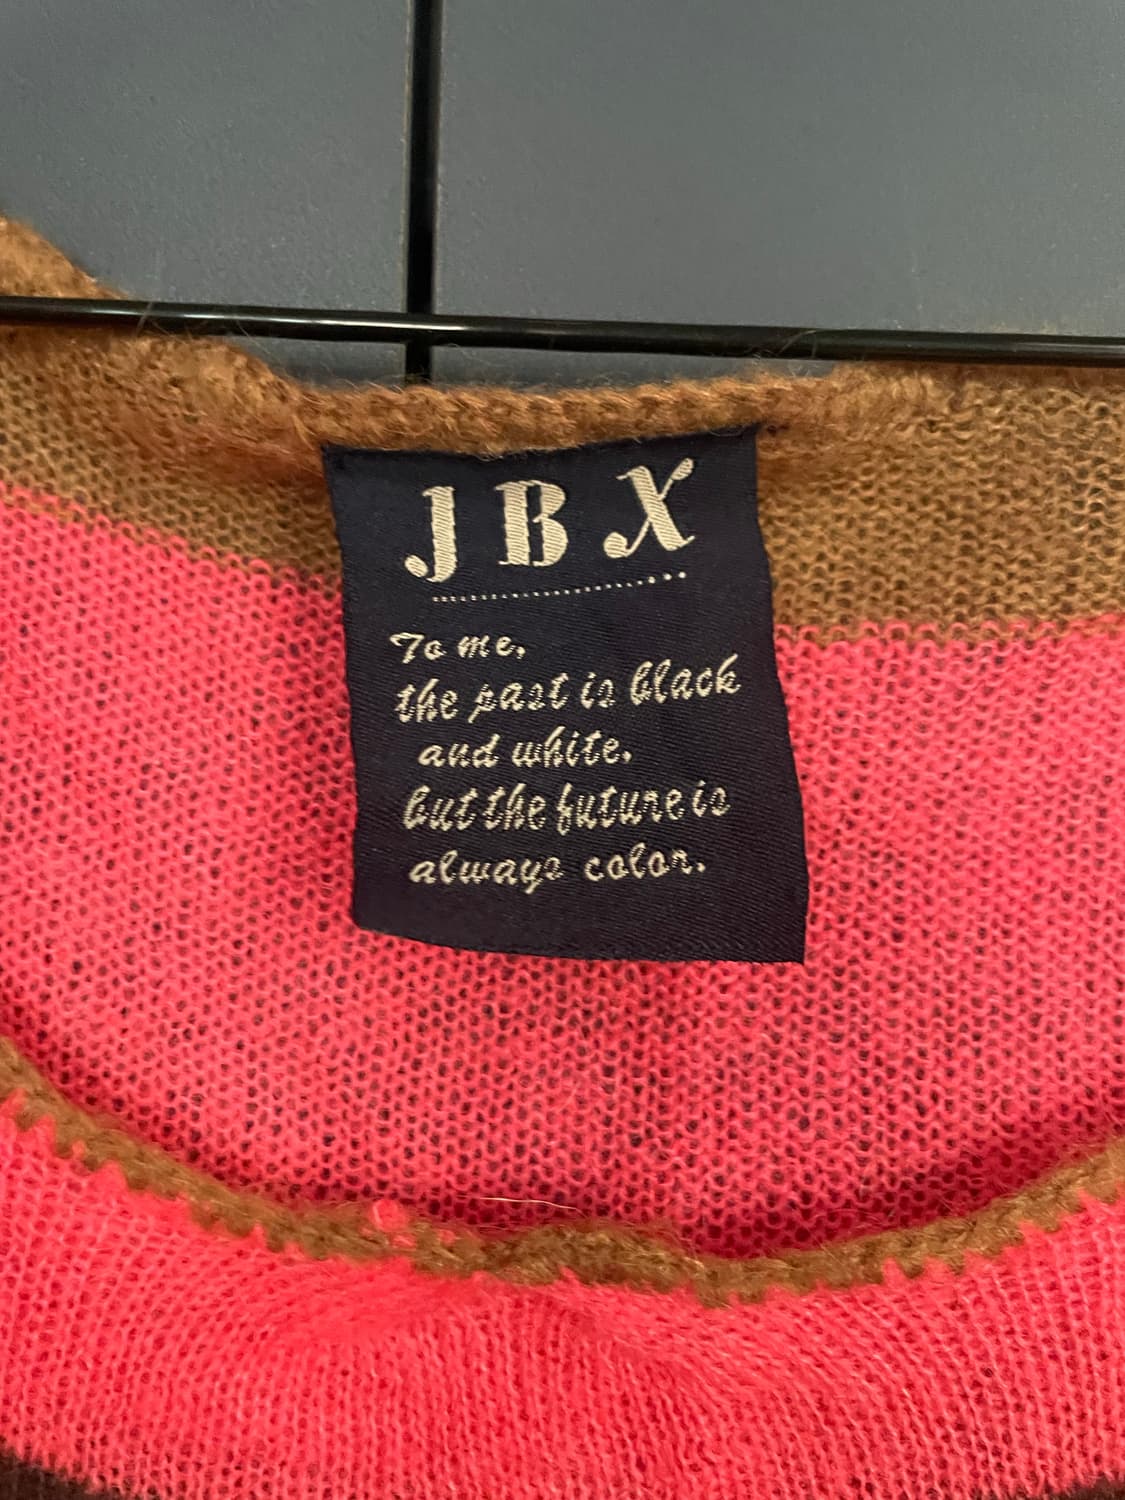 JBX
To me,
the past is black
and white,
but the future is
always color.